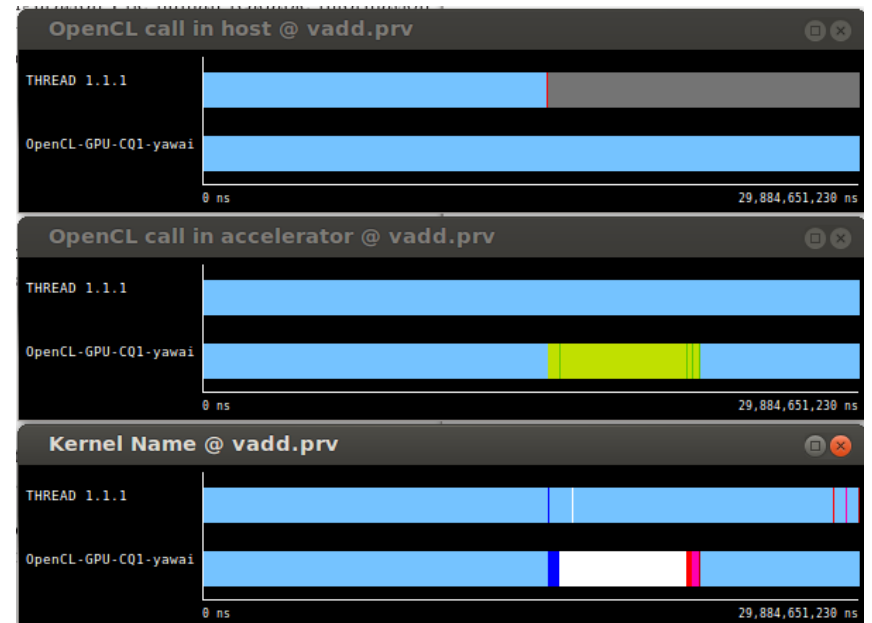 OpenCL call in host @ vadd.prv
THREAD 1.1.1
OpenCL-GPU-CQ1-yawai
0 ns 29,884,651,230 ns
OpenCL call in accelerator @ vadd.prv
THREAD 1.1.1
OpenCL-GPU-CQ1-yawai
0 ns 29,884,651,230 ns
Kernel Name @ vadd.prv
THREAD 1.1.1
OpenCL-GPU-CQ1-yawai
0 ns 29,884,651,230 ns